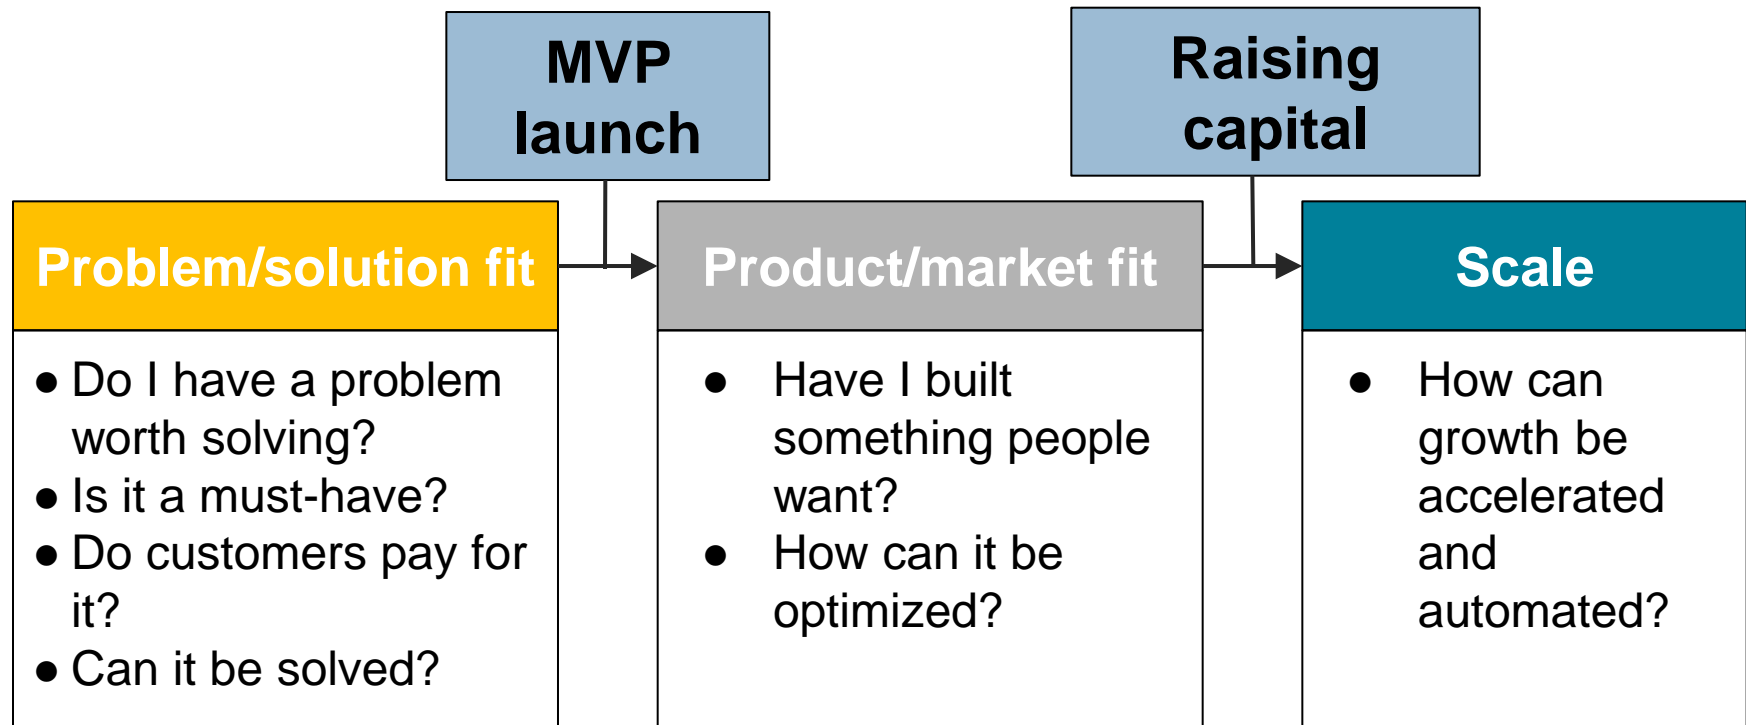 MVP
launch
Raising
capital
Problem/solution fit
Product/market fit
Scale
● Do I have a problem
worth solving?
● Is it a must-have?
● Do customers pay for
it?
● Can it be solved?
● Have I built
something people
want?
● How can it be
optimized?
● How can
growth be
accelerated
and
automated?